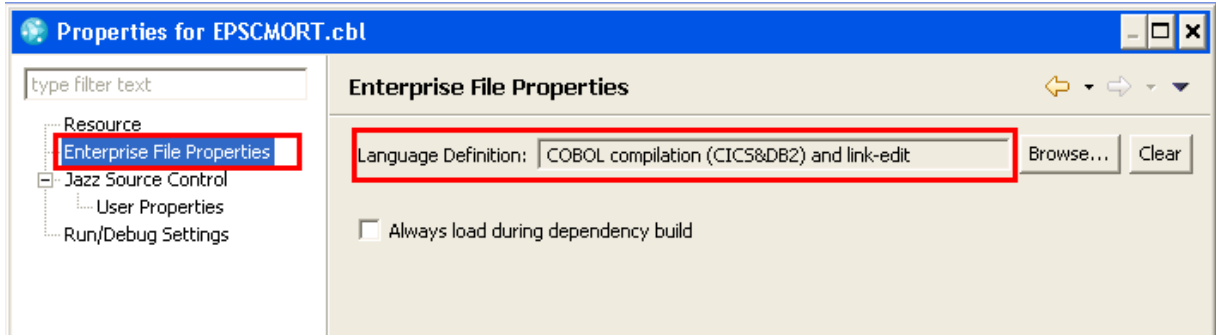 Properties for EPSCMORT.cbl
type filter text
Resource
Enterprise File Properties
Jazz Source Control
User Properties
Run/Debug Settings
Enterprise File Properties
Language Definition: COBOL compilation (CICS&DB2) and link-edit Browse... Clear
Always load during dependency build